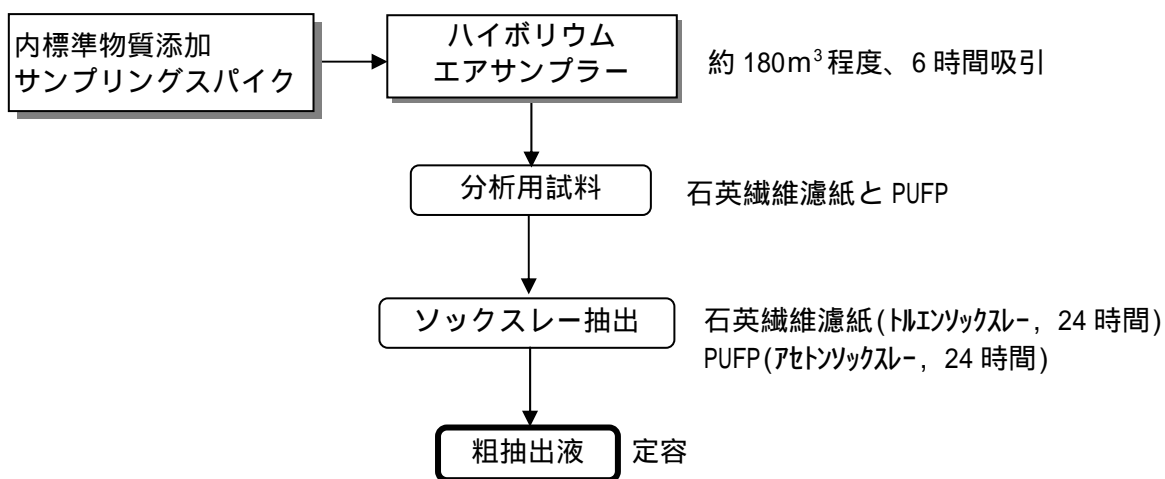 内標準物質添加
サンプリングスパイク
ハイボリウム
エアサンプラー
約 180m³ 程度、6 時間吸引
分析用試料
石英繊維濾紙と PUFP
ソックスレー抽出
石英繊維濾紙(ﾄﾙｴﾝｿｯｸｽﾚｰ, 24 時間)
PUFP(ｱｾﾄﾝｿｯｸｽﾚｰ, 24 時間)
粗抽出液
定容